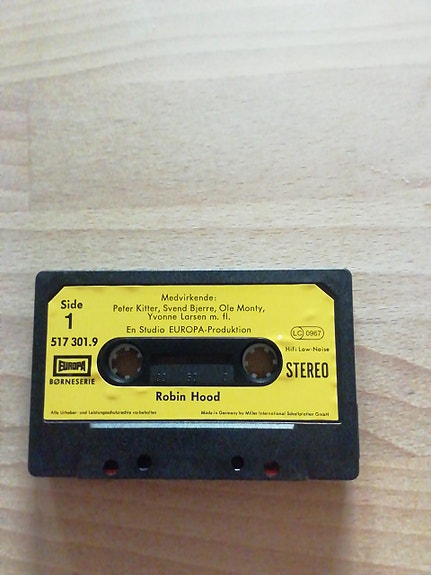 Side
1
517 301.9
EUROPA
BØRNESERIE
Medvirkende:
Peter Kitter, Svend Bjerre, Ole Monty,
Yvonne Larsen m. fl.
En Studio EUROPA-Produktion
LC 0967
Hifi Low-Noise
STEREO
Robin Hood
Alle Urheber- und Leistungsschutzrechte vorbehalten
Made in Germany by Miller International Schallplatten GmbH